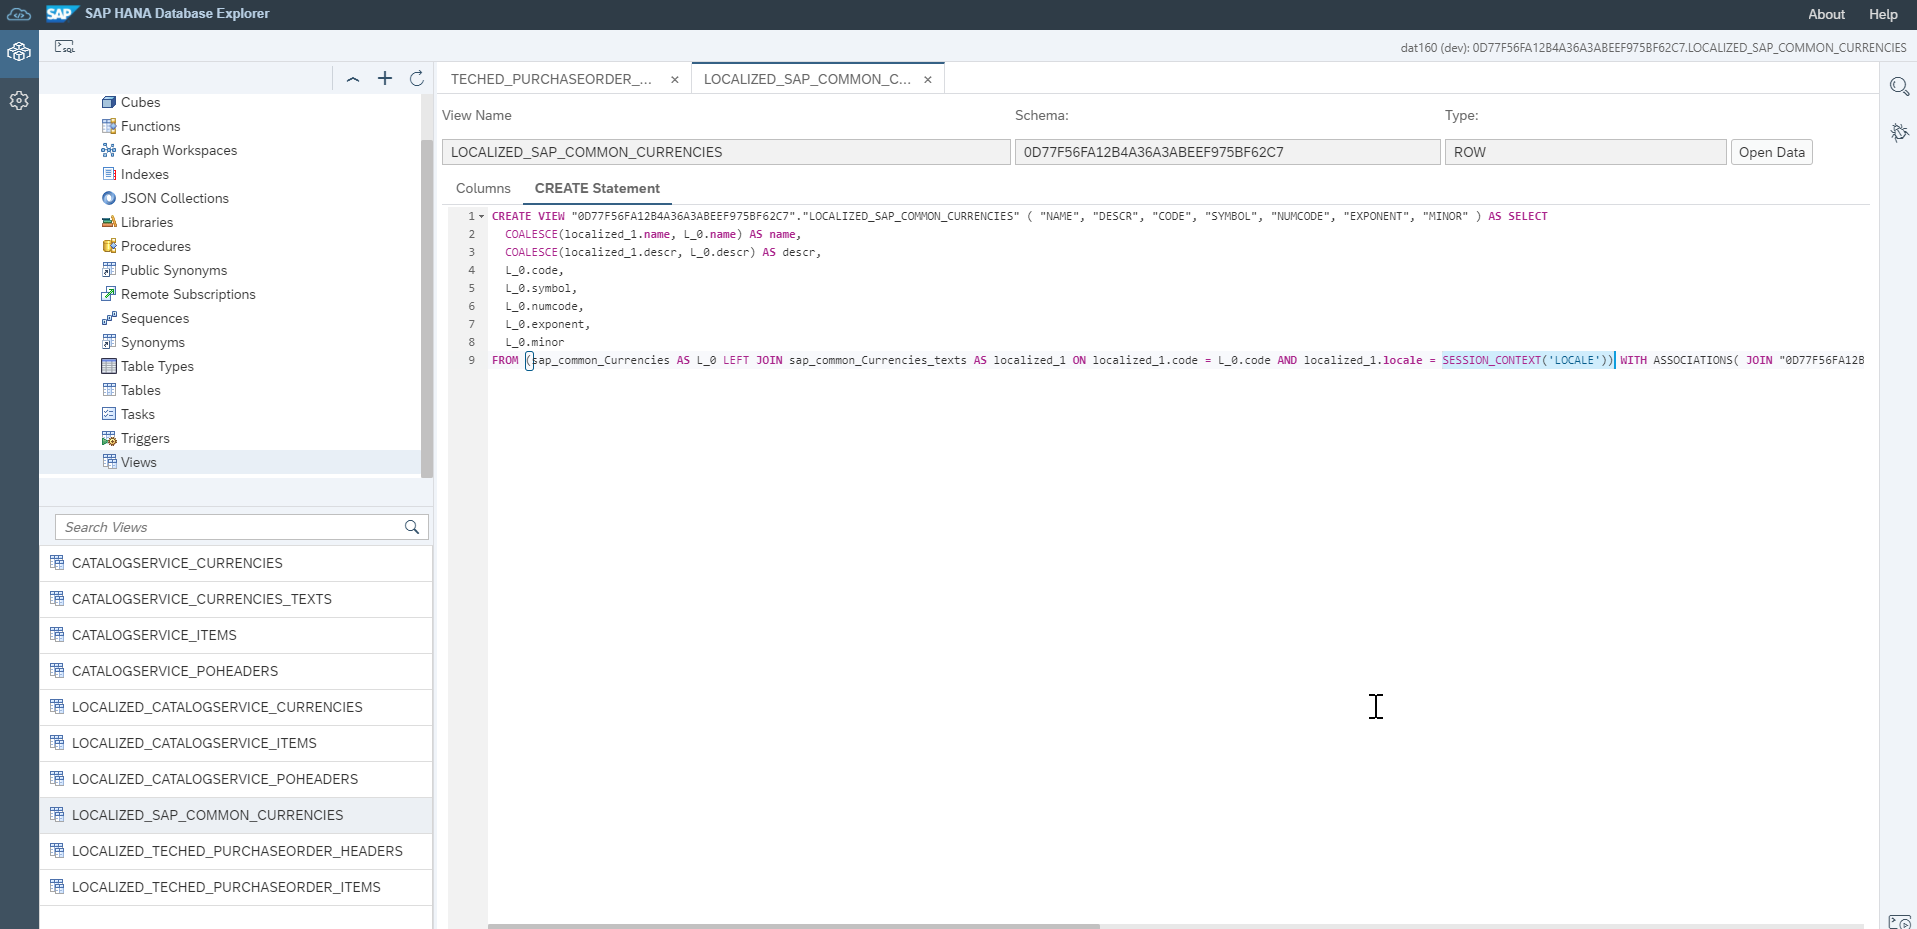 SAP SAP HANA Database Explorer
About Help
SQL
dat160 (dev): 0D77F56FA12B4A36A3ABEEF975BF62C7.LOCALIZED_SAP_COMMON_CURRENCIES
Cubes
Functions
Graph Workspaces
Indexes
JSON Collections
Libraries
Procedures
Public Synonyms
Remote Subscriptions
Sequences
Synonyms
Table Types
Tables
Tasks
Triggers
Views
Search Views
CATALOGSERVICE_CURRENCIES
CATALOGSERVICE_CURRENCIES_TEXTS
CATALOGSERVICE_ITEMS
CATALOGSERVICE_POHEADERS
LOCALIZED_CATALOGSERVICE_CURRENCIES
LOCALIZED_CATALOGSERVICE_ITEMS
LOCALIZED_CATALOGSERVICE_POHEADERS
LOCALIZED_SAP_COMMON_CURRENCIES
LOCALIZED_TECHED_PURCHASEORDER_HEADERS
LOCALIZED_TECHED_PURCHASEORDER_ITEMS
TECHED_PURCHASEORDER_... × LOCALIZED_SAP_COMMON_C... ×
View Name Schema: Type:
LOCALIZED_SAP_COMMON_CURRENCIES 0D77F56FA12B4A36A3ABEEF975BF62C7 ROW Open Data
Columns CREATE Statement
1 CREATE VIEW "0D77F56FA12B4A36A3ABEEF975BF62C7"."LOCALIZED_SAP_COMMON_CURRENCIES" ( "NAME", "DESCR", "CODE", "SYMBOL", "NUMCODE", "EXPONENT", "MINOR" ) AS SELECT
2 COALESCE(localized_1.name, L_0.name) AS name,
3 COALESCE(localized_1.descr, L_0.descr) AS descr,
4 L_0.code,
5 L_0.symbol,
6 L_0.numcode,
7 L_0.exponent,
8 L_0.minor
9 FROM (sap_common_Currencies AS L_0 LEFT JOIN sap_common_Currencies_texts AS localized_1 ON localized_1.code = L_0.code AND localized_1.locale = SESSION_CONTEXT('LOCALE')) WITH ASSOCIATIONS( JOIN "0D77F56FA12B